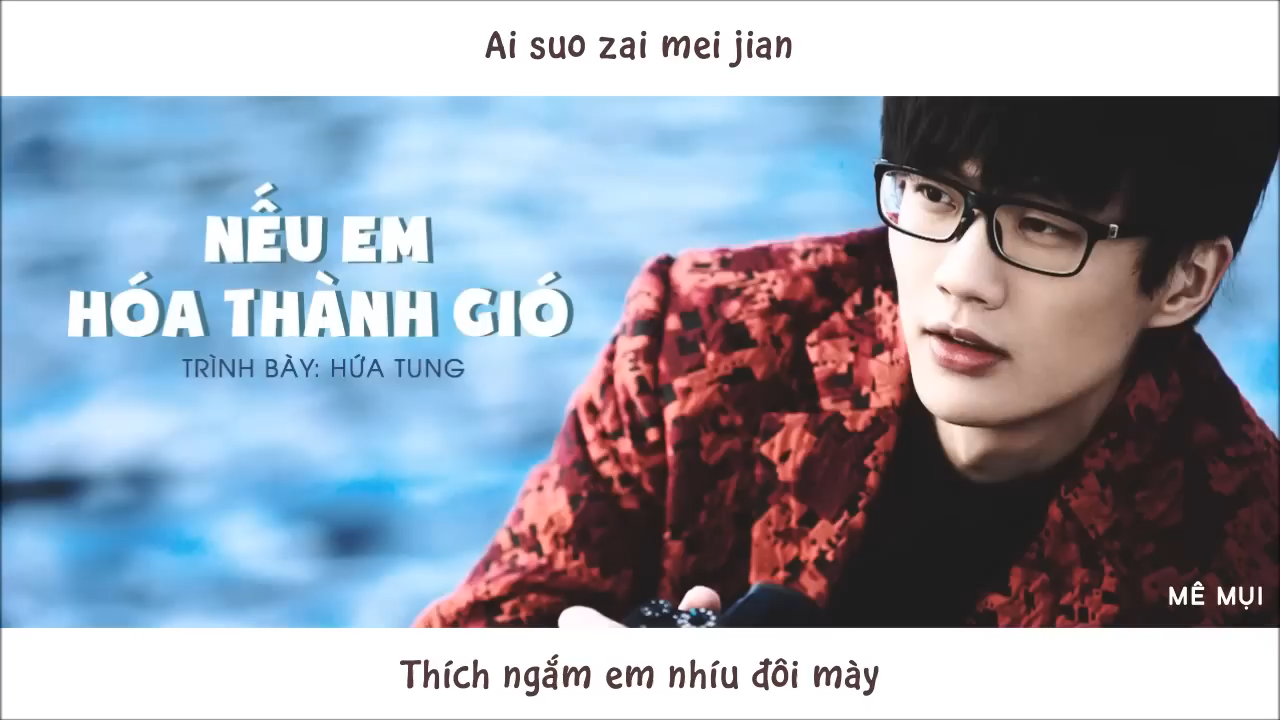 Ai suo zai mei jian
NẾU EM
HÓA THÀNH GIÓ
TRÌNH BÀY: HỨA TUNG
MÊ MỤI
Thích ngắm em nhíu đôi mày